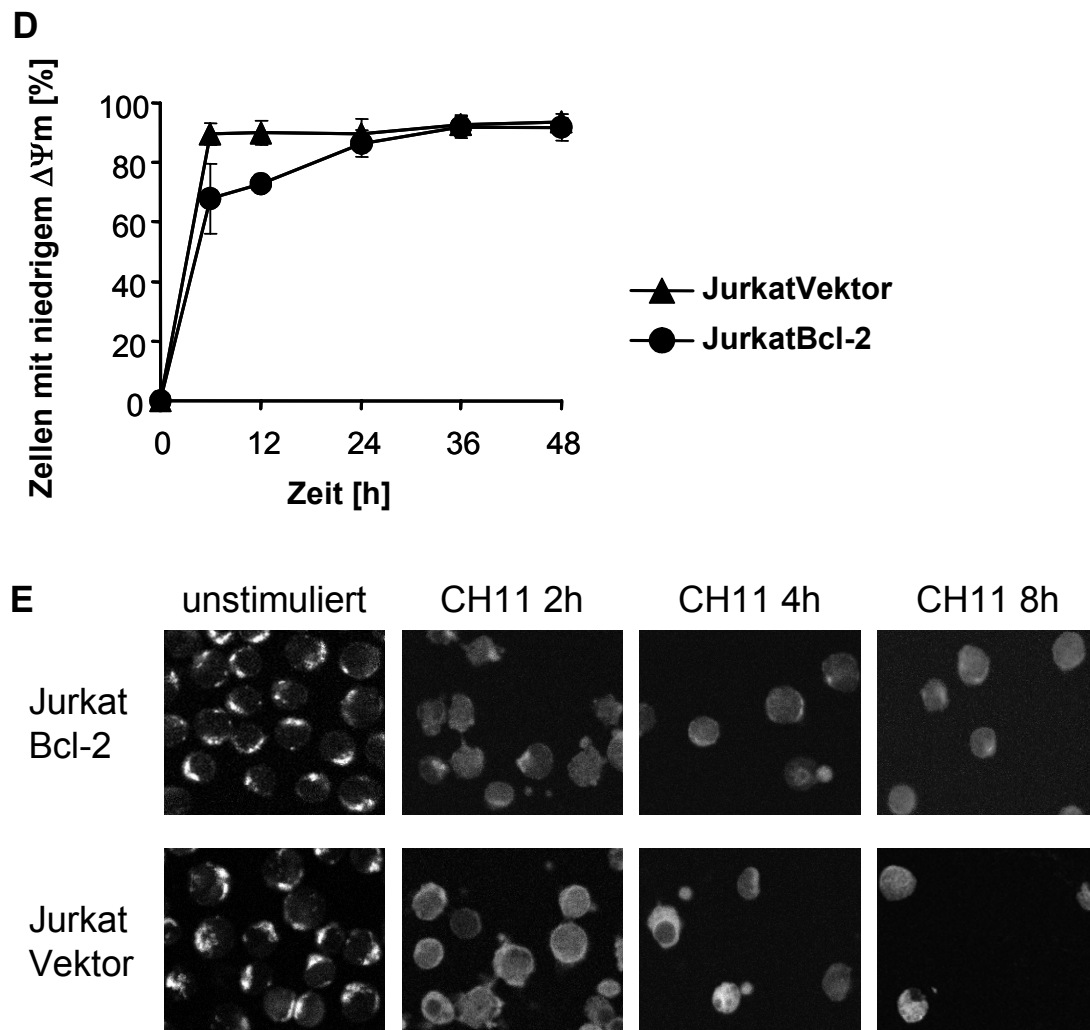 D
Zellen mit niedrigem ΔΨm [%]
100
80
60
40
20
0
0 12 24 36 48
Zeit [h]
JurkatVektor
JurkatBcl-2
E
unstimuliert CH11 2h CH11 4h CH11 8h
Jurkat
Bcl-2
Jurkat
Vektor